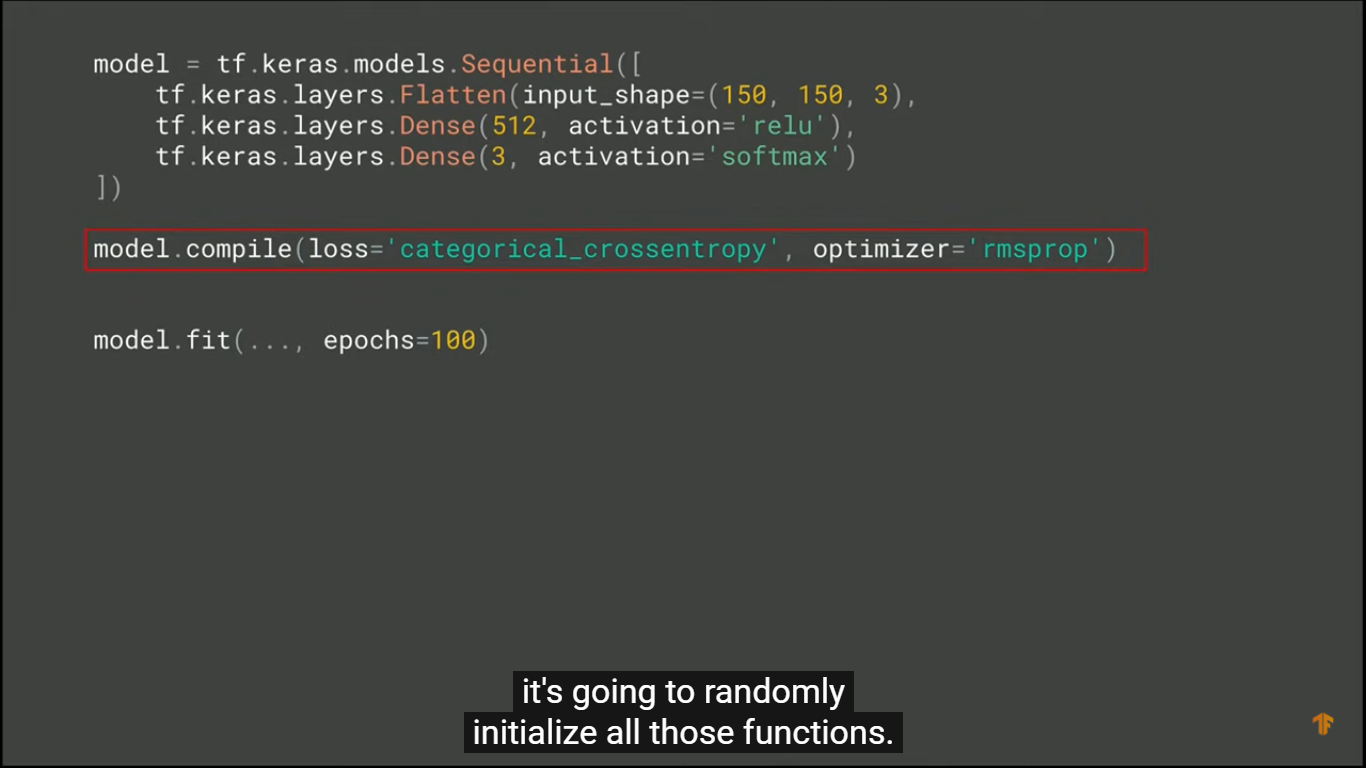 model = tf.keras.models.Sequential([
    tf.keras.layers.Flatten(input_shape=(150, 150, 3),
    tf.keras.layers.Dense(512, activation='relu'),
    tf.keras.layers.Dense(3, activation='softmax')
])
model.compile(loss='categorical_crossentropy', optimizer='rmsprop')
model.fit(..., epochs=100)
it's going to randomly
initialize all those functions.